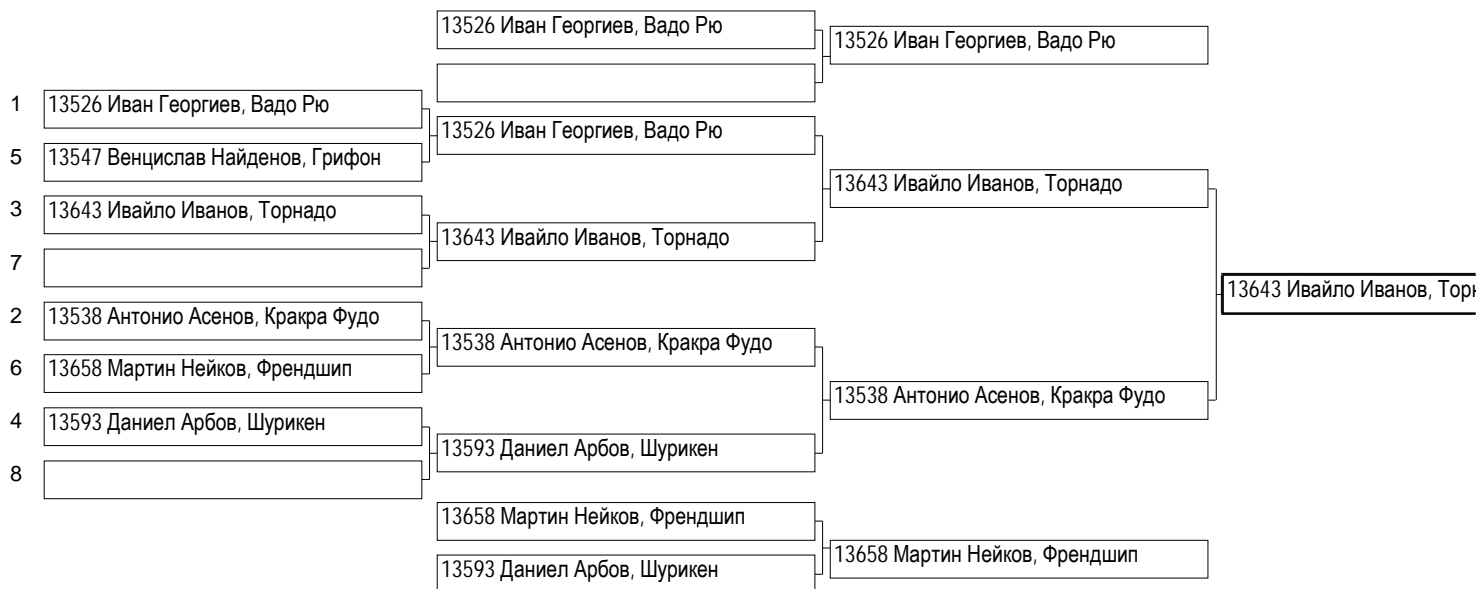 13526 Иван Георгиев, Вадо Рю
13526 Иван Георгиев, Вадо Рю
1 13526 Иван Георгиев, Вадо Рю
13526 Иван Георгиев, Вадо Рю
5 13547 Венцислав Найденов, Грифон
13643 Ивайло Иванов, Торнадо
3 13643 Ивайло Иванов, Торнадо
13643 Ивайло Иванов, Торнадо
7
13643 Ивайло Иванов,
2 13538 Антонио Асенов, Кракра Фудо
13538 Антонио Асенов, Кракра Фудо
6 13658 Мартин Нейков, Френдшип
13538 Антонио Асенов, Кракра Фудо
4 13593 Даниел Арбов, Шурикен
13593 Даниел Арбов, Шурикен
8
13658 Мартин Нейков, Френдшип
13658 Мартин Нейков, Френдшип
13593 Даниел Арбов, Шурикен